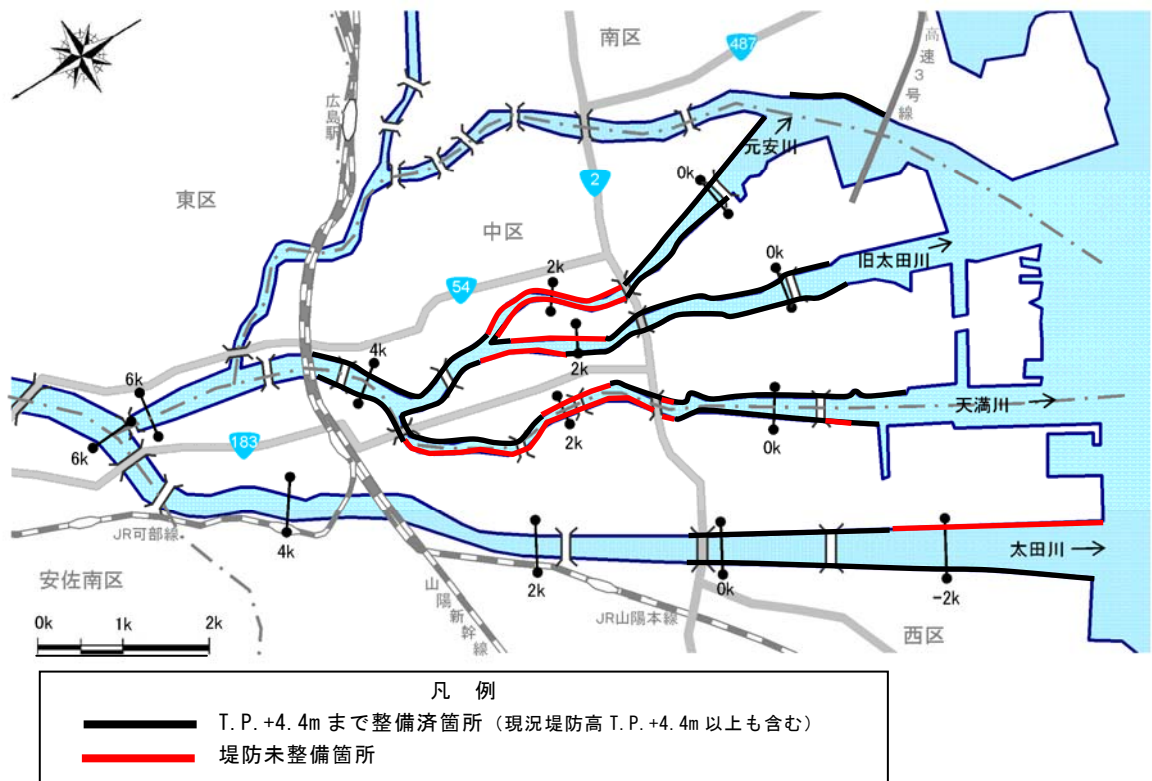 南区
487
高速3号線
広島駅
元安川
0k
2
東区
中区
旧太田川
0k
2k
54
4k
2k
6k
天満川
183
2k
0k
6k
JR可部線
4k
太田川
安佐南区
2k
0k
-2k
山陽新幹線
JR山陽本線
西区
0k 1k 2k
凡 例
T.P.+4.4m まで整備済箇所（現況堤防高 T.P.+4.4m 以上も含む）
堤防未整備箇所